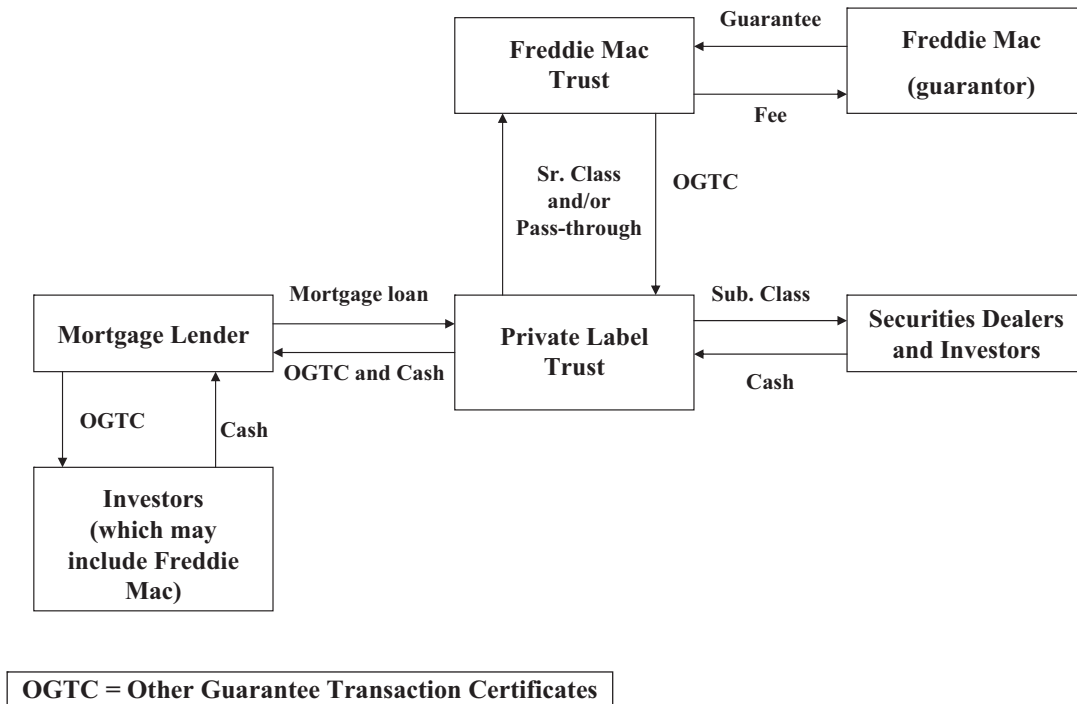 Guarantee
Freddie Mac
Trust
Freddie Mac
(guarantor)
Fee
Sr. Class
and/or
Pass-through
OGTC
Mortgage loan
Sub. Class
Mortgage Lender
Private Label
Trust
Securities Dealers
and Investors
OGTC and Cash
Cash
OGTC
Cash
Investors
(which may
include Freddie
Mac)
OGTC = Other Guarantee Transaction Certificates